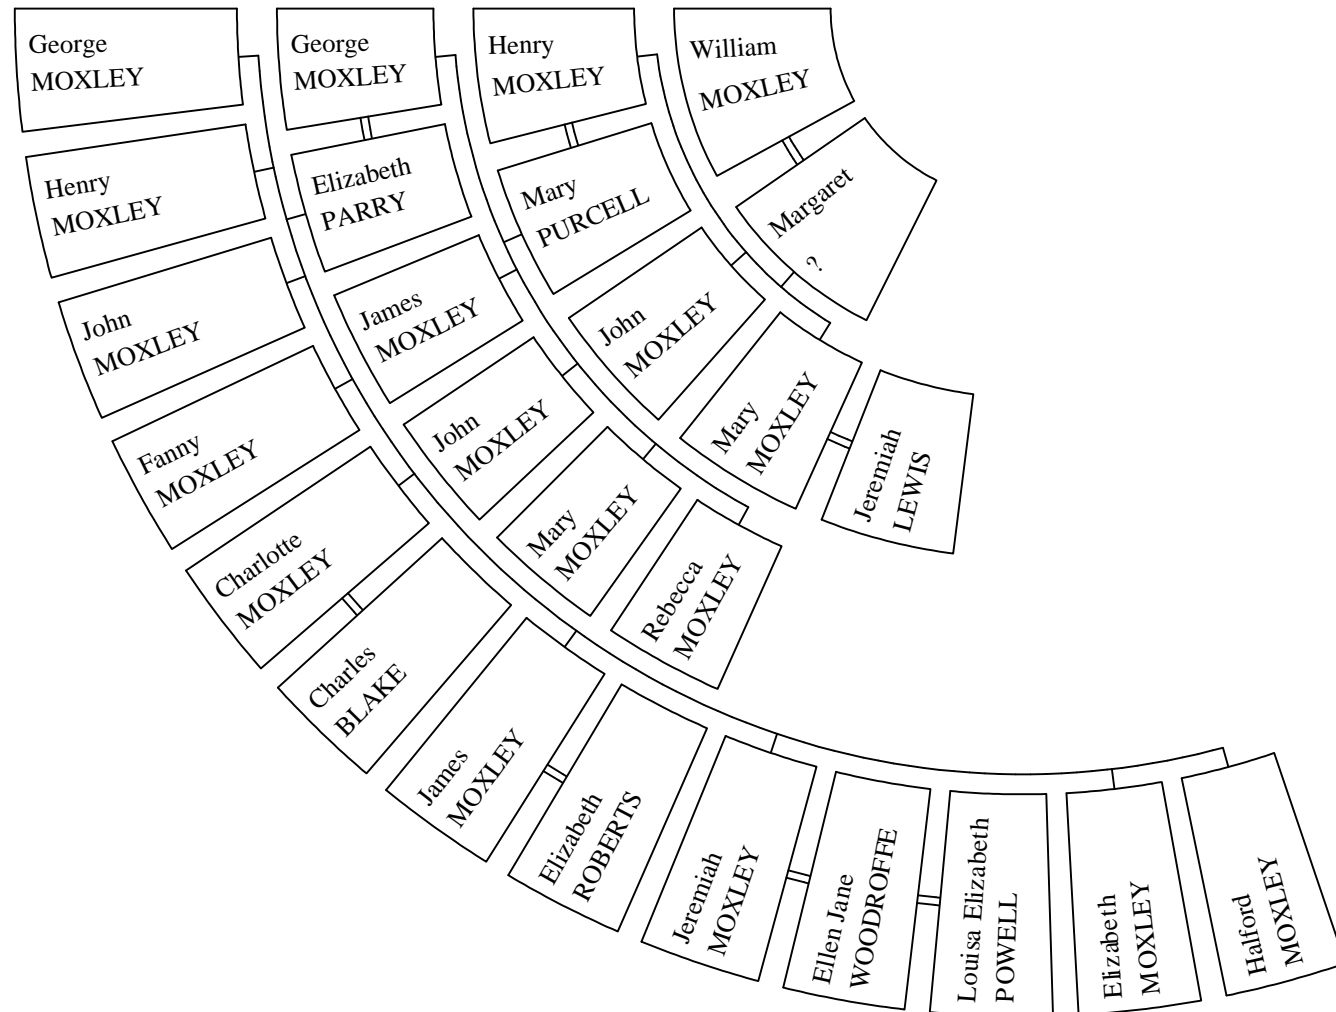 George
MOXLEY
George
MOXLEY
Henry
MOXLEY
William
MOXLEY
Henry
MOXLEY
Elizabeth
PARRY
Mary
PURCELL
Margaret
?
John
MOXLEY
James
MOXLEY
John
MOXLEY
Fanny
MOXLEY
John
MOXLEY
Mary
MOXLEY
Jeremiah
LEWIS
Charlotte
MOXLEY
Mary
MOXLEY
Charles
BLAKE
Rebecca
MOXLEY
James
MOXLEY
Elizabeth
ROBERTS
Jeremiah
MOXLEY
Ellen Jane
WOODROFFE
Louisa Elizabeth
POWELL
Elizabeth
MOXLEY
Halford
MOXLEY